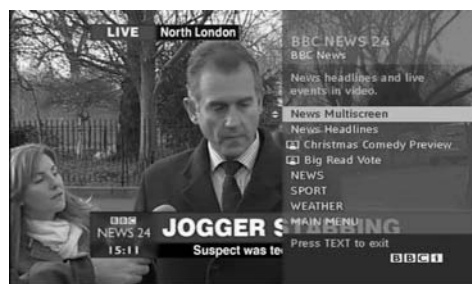 LIVE
North London
BBC NEWS 24
BBC News
News headlines and live
events in video.
News Multiscreen
News Headlines
Christmas Comedy Preview
Big Read Vote
NEWS
SPORT
WEATHER
MAIN MENU
Press TEXT to exit
BBCi
BBC
NEWS 24
15:11
JOGGER STABBING
Suspect was